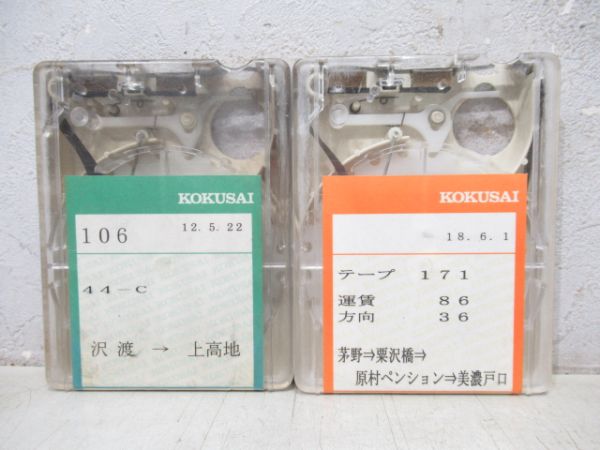 KOKUSAI
106 12.5.22
44-C
沢渡 → 上高地
KOKUSAI
18.6.1
テープ 171
運賃 86
方向 36
茅野⇒粟沢橋⇒
原村ペンション⇒美濃戸口